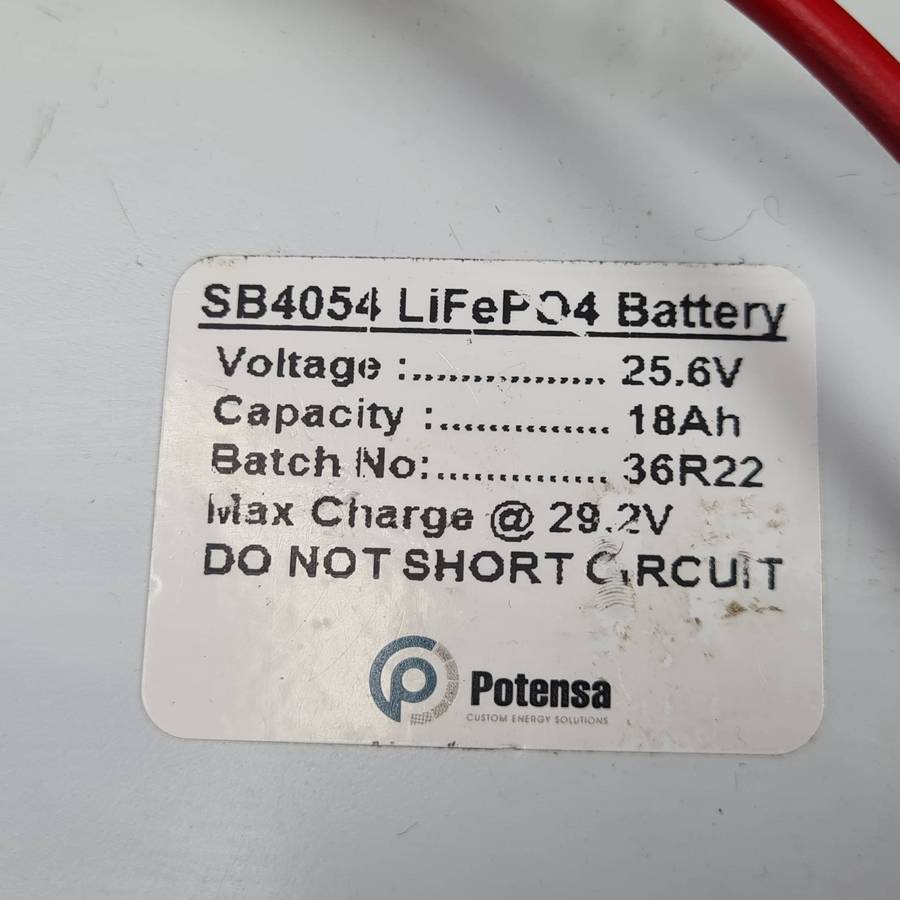 SB4054 LiFePO4 Battery
Voltage :................ 25.6V
Capacity :.............. 18Ah
Batch No:.............. 36R22
Max Charge @ 29.2V
DO NOT SHORT CIRCUIT
Potensa
CUSTOM ENERGY SOLUTIONS